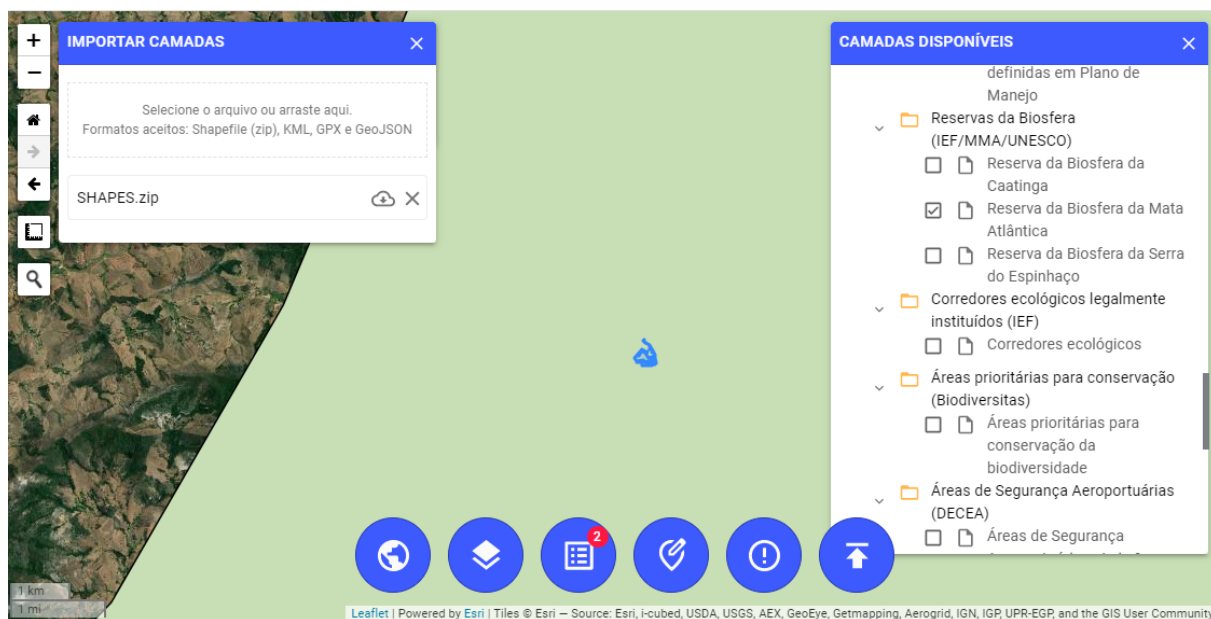 +
−
IMPORTAR CAMADAS
Selecione o arquivo ou arraste aqui.
Formatos aceitos: Shapefile (zip), KML, GPX e GeoJSON
SHAPES.zip
CAMADAS DISPONÍVEIS
definidas em Plano de
Manejo
Reservas da Biosfera
(IEF/MMA/UNESCO)
Reserva da Biosfera da
Caatinga
Reserva da Biosfera da Mata
Atlântica
Reserva da Biosfera da Serra
do Espinhaço
Corredores ecológicos legalmente
instituídos (IEF)
Corredores ecológicos
Áreas prioritárias para conservação
(Biodiversitas)
Áreas prioritárias para
conservação da
biodiversidade
Áreas de Segurança Aeroportuárias
(DECEA)
Áreas de Segurança
2
1 km
1 mi
Leaflet | Powered by Esri | Tiles © Esri — Source: Esri, i-cubed, USDA, USGS, AEX, GeoEye, Getmapping, Aerogrid, IGN, IGP, UPR-EGP, and the GIS User Community